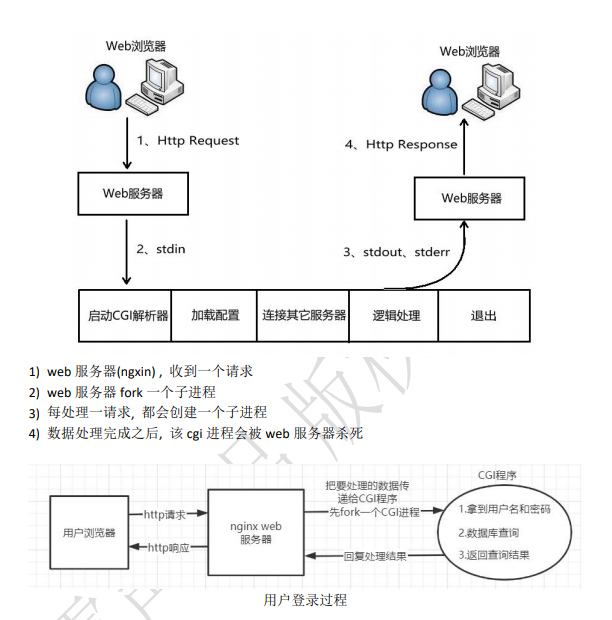 Web浏览器
Web浏览器
1、Http Request
4、Http Response
Web服务器
Web服务器
2、stdin
3、stdout、stderr
启动CGI解析器
加载配置
连接其它服务器
逻辑处理
退出
1) web 服务器(ngxin) , 收到一个请求
2) web 服务器 fork 一个子进程
3) 每处理一请求, 都会创建一个子进程
4) 数据处理完成之后, 该 cgi 进程会被 web 服务器杀死
版权
用户浏览器
http请求
http响应
nginx web
服务器
把要处理的数据传
递给CGI程序
先fork一个CGI进程
回复处理结果
CGI程序
1.拿到用户名和密码
2.数据库查询
3.返回查询结果
用户登录过程